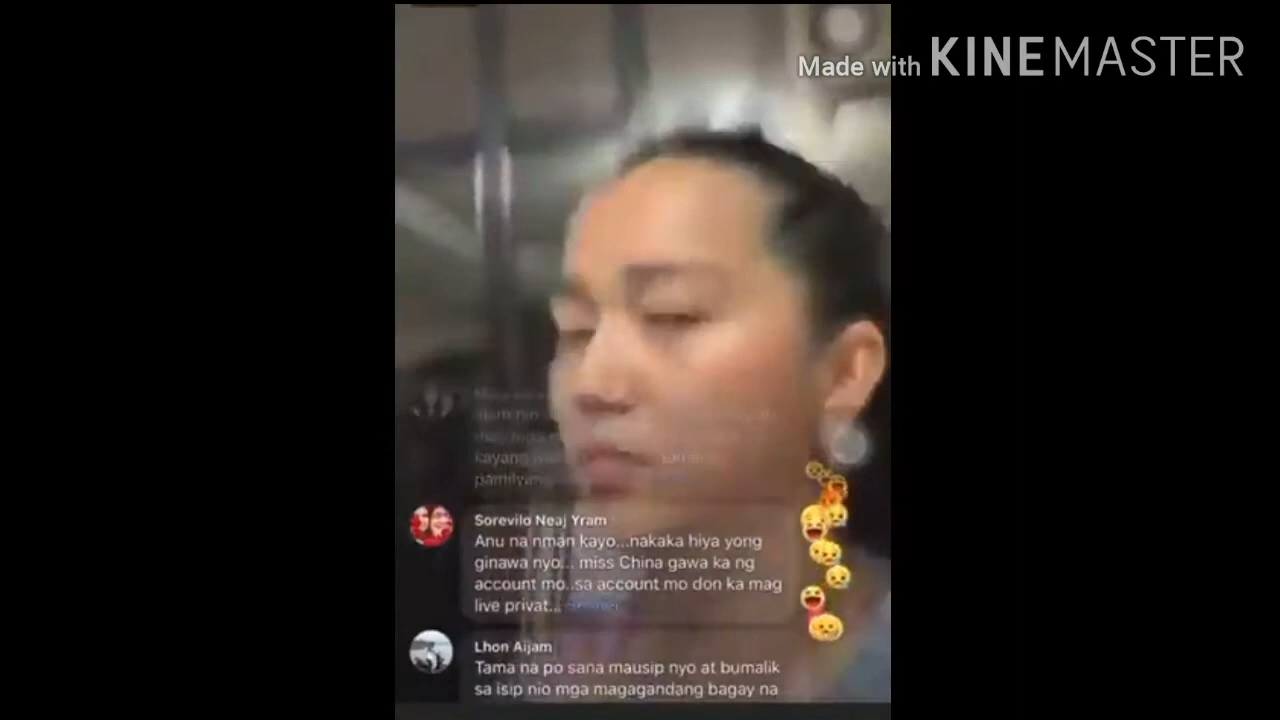 Made with KINEMASTER
kayang
pamilyang
Sorevilo Neaj Yram
Anu na nman kayo...nakaka hiya yong
ginawa nyo... miss China gawa ka ng
account mo..sa account mo don ka mag
live privat...
Lhon Aijam
Tama na po sana mausip nyo at bumalik
sa isip nio mga magagandang bagay na